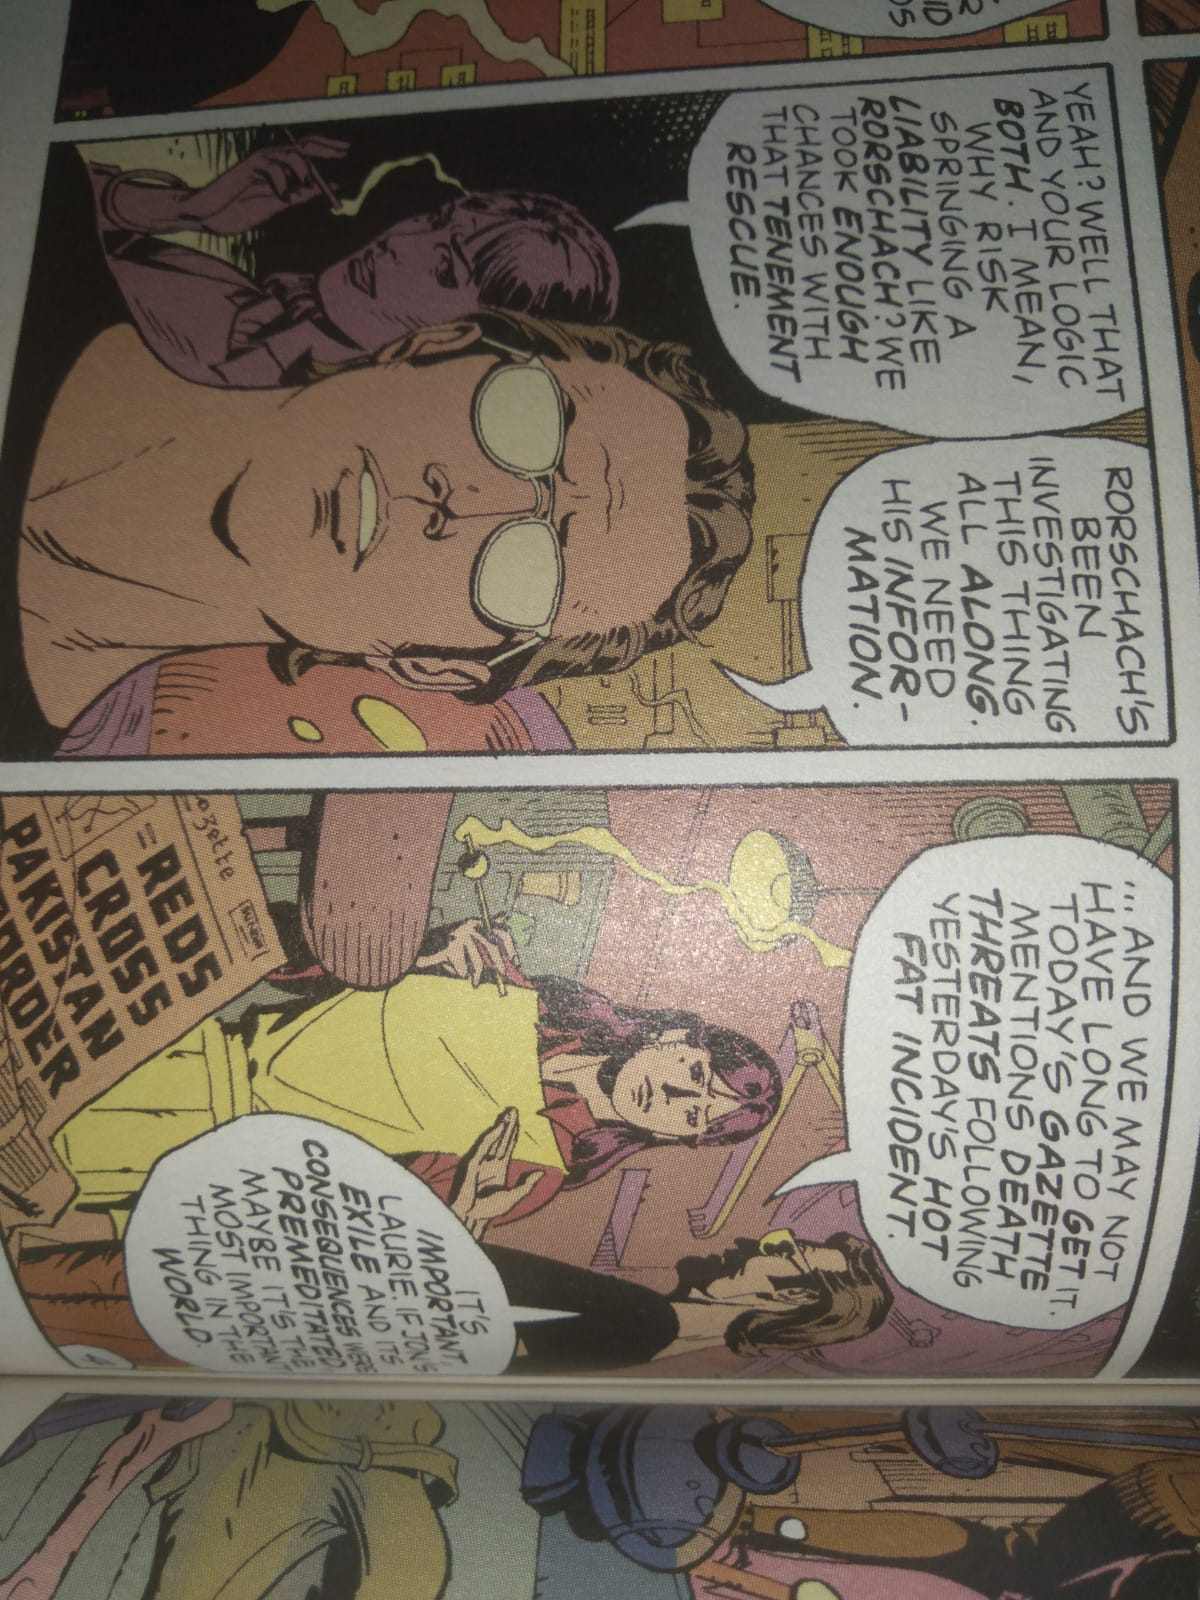 YEAH? WELL THAT
AND YOUR LOGIC
BOTH. I MEAN,
WHY RISK
SPRINGING A
LIABILITY LIKE
RORSCHACH? WE
TOOK ENOUGH
CHANCES WITH
THAT TENEMENT
RESCUE.
RORSCHACH'S
BEEN
INVESTIGATING
THIS THING
ALL ALONG.
WE NEED
HIS INFOR-
MATION.
... AND WE MAY NOT
HAVE LONG TO GET IT.
TODAY'S GAZETTE
MENTIONS DEATH
THREATS FOLLOWING
YESTERDAY'S HOT
FAT INCIDENT.
IT'S
IMPORTANT,
LAURIE. IF JON'S
EXILE AND ITS
CONSEQUENCES WERE
PREMEDITATED,
MAYBE IT'S THE
MOST IMPORTANT
THING IN THE
WORLD.
REDS
CROSS
PAKISTAN